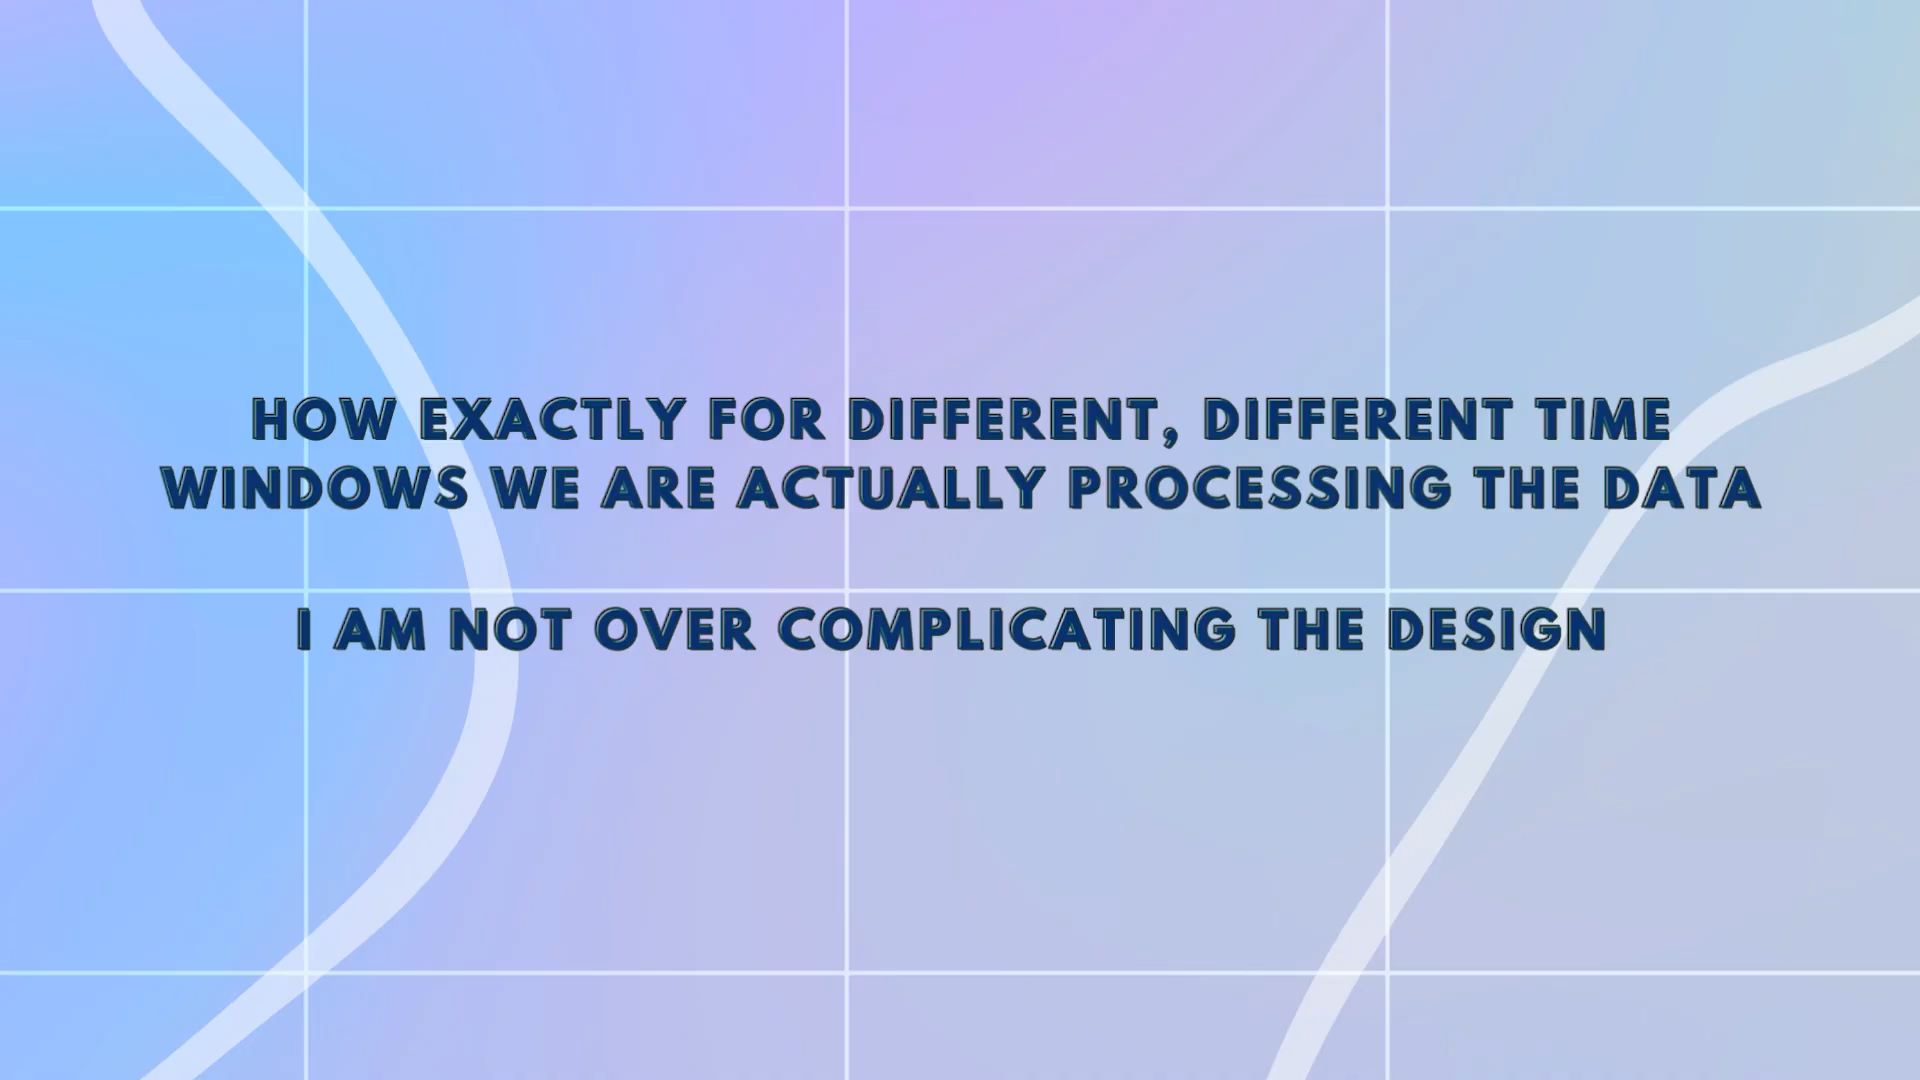 HOW EXACTLY FOR DIFFERENT, DIFFERENT TIME
WINDOWS WE ARE ACTUALLY PROCESSING THE DATA
I AM NOT OVER COMPLICATING THE DESIGN